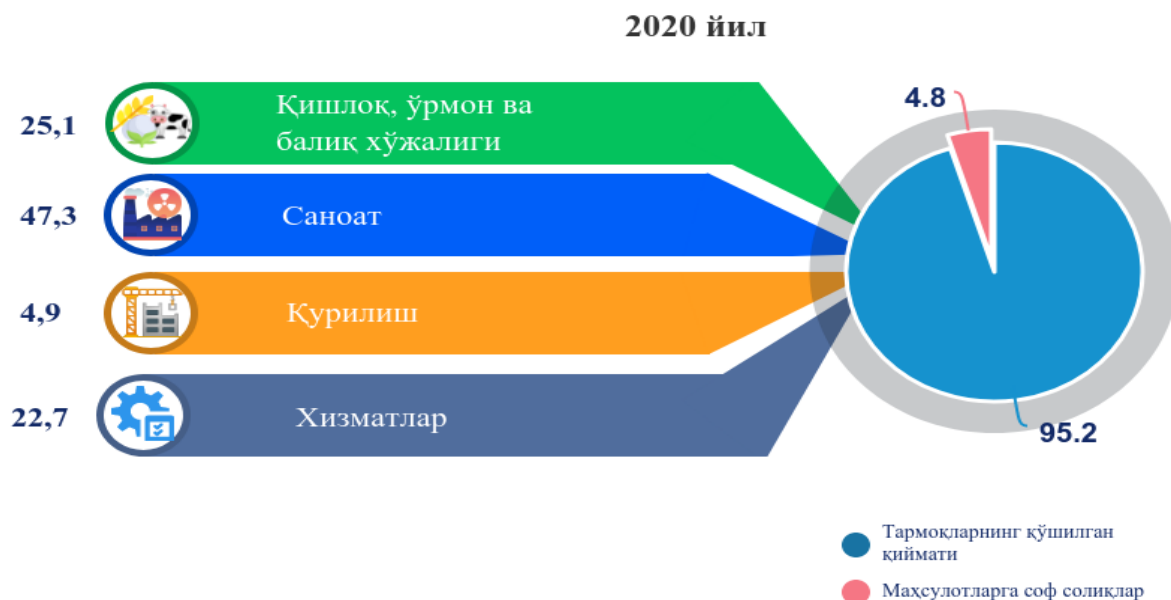 2020 йил
25,1
Қишлоқ, ўрмон ва
балиқ хўжалиги
47,3
Саноат
4,9
Қурилиш
22,7
Хизматлар
4.8
95.2
Тармоқларнинг қўшилган
қиймати
Маҳсулотларга соф солиқлар